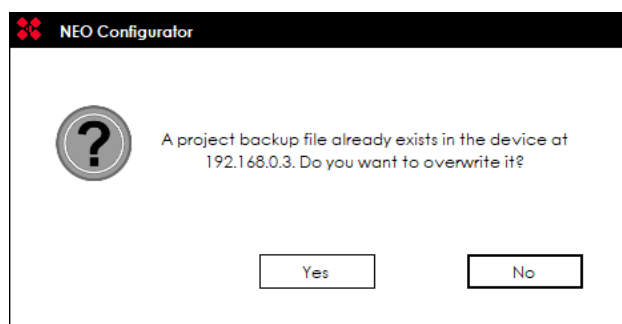 NEO Configurator
A project backup file already exists in the device at
192.168.0.3. Do you want to overwrite it?
Yes No